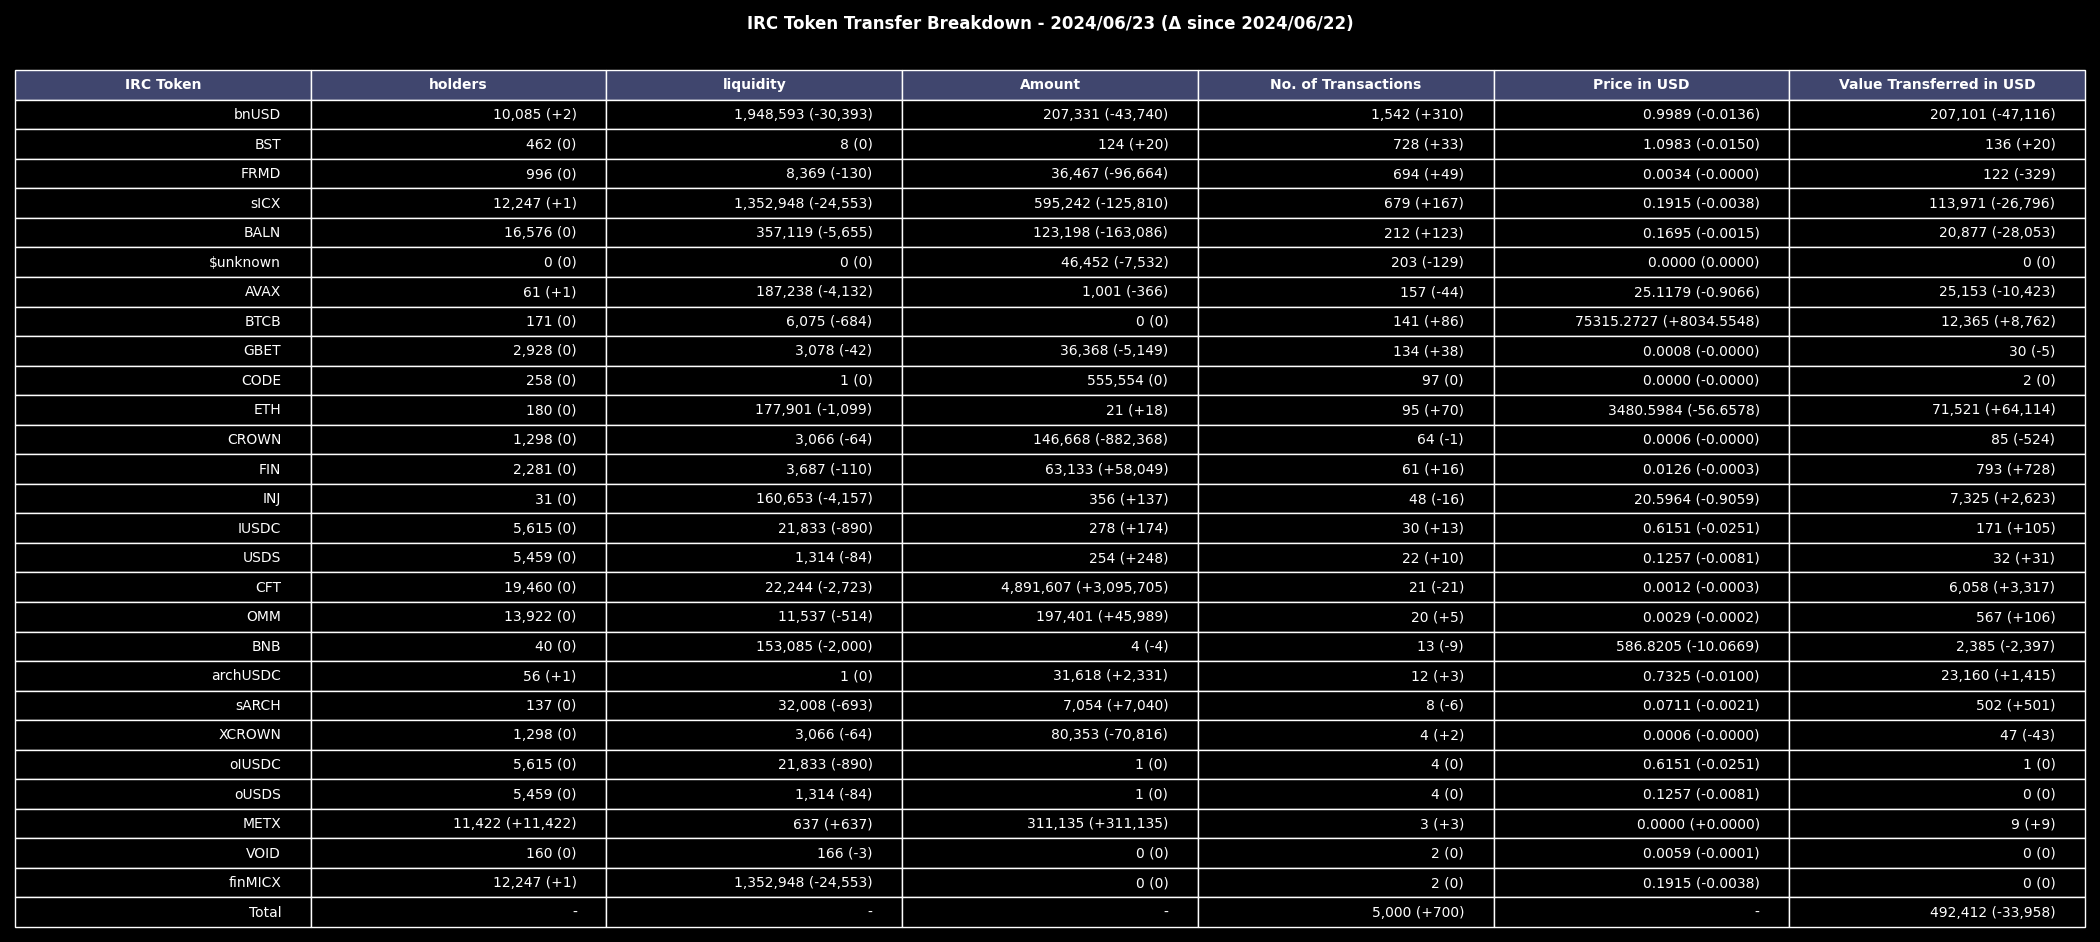 IRC Token Transfer Breakdown - 2024/06/23 (Δ since 2024/06/22)
IRC Token holders liquidity Amount No. of Transactions Price in USD Value Transferred in USD
bnUSD 10,085 (+2) 1,948,593 (-30,393) 207,331 (-43,740) 1,542 (+310) 0.9989 (-0.0136) 207,101 (-47,116)
BST 462 (0) 8 (0) 124 (+20) 728 (+33) 1.0983 (-0.0150) 136 (+20)
FRMD 996 (0) 8,369 (-130) 36,467 (-96,664) 694 (+49) 0.0034 (-0.0000) 122 (-329)
sICX 12,247 (+1) 1,352,948 (-24,553) 595,242 (-125,810) 679 (+167) 0.1915 (-0.0038) 113,971 (-26,796)
BALN 16,576 (0) 357,119 (-5,655) 123,198 (-163,086) 212 (+123) 0.1695 (-0.0015) 20,877 (-28,053)
$unknown 0 (0) 0 (0) 46,452 (-7,532) 203 (-129) 0.0000 (0.0000) 0 (0)
AVAX 61 (+1) 187,238 (-4,132) 1,001 (-366) 157 (-44) 25.1179 (-0.9066) 25,153 (-10,423)
BTCB 171 (0) 6,075 (-684) 0 (0) 141 (+86) 75315.2727 (+8034.5548) 12,365 (+8,762)
GBET 2,928 (0) 3,078 (-42) 36,368 (-5,149) 134 (+38) 0.0008 (-0.0000) 30 (-5)
CODE 258 (0) 1 (0) 555,554 (0) 97 (0) 0.0000 (-0.0000) 2 (0)
ETH 180 (0) 177,901 (-1,099) 21 (+18) 95 (+70) 3480.5984 (-56.6578) 71,521 (+64,114)
CROWN 1,298 (0) 3,066 (-64) 146,668 (-882,368) 64 (-1) 0.0006 (-0.0000) 85 (-524)
FIN 2,281 (0) 3,687 (-110) 63,133 (+58,049) 61 (+16) 0.0126 (-0.0003) 793 (+728)
INJ 31 (0) 160,653 (-4,157) 356 (+137) 48 (-16) 20.5964 (-0.9059) 7,325 (+2,623)
IUSDC 5,615 (0) 21,833 (-890) 278 (+174) 30 (+13) 0.6151 (-0.0251) 171 (+105)
USDS 5,459 (0) 1,314 (-84) 254 (+248) 22 (+10) 0.1257 (-0.0081) 32 (+31)
CFT 19,460 (0) 22,244 (-2,723) 4,891,607 (+3,095,705) 21 (-21) 0.0012 (-0.0003) 6,058 (+3,317)
OMM 13,922 (0) 11,537 (-514) 197,401 (+45,989) 20 (+5) 0.0029 (-0.0002) 567 (+106)
BNB 40 (0) 153,085 (-2,000) 4 (-4) 13 (-9) 586.8205 (-10.0669) 2,385 (-2,397)
archUSDC 56 (+1) 1 (0) 31,618 (+2,331) 12 (+3) 0.7325 (-0.0100) 23,160 (+1,415)
sARCH 137 (0) 32,008 (-693) 7,054 (+7,040) 8 (-6) 0.0711 (-0.0021) 502 (+501)
XCROWN 1,298 (0) 3,066 (-64) 80,353 (-70,816) 4 (+2) 0.0006 (-0.0000) 47 (-43)
oIUSDC 5,615 (0) 21,833 (-890) 1 (0) 4 (0) 0.6151 (-0.0251) 1 (0)
oUSDS 5,459 (0) 1,314 (-84) 1 (0) 4 (0) 0.1257 (-0.0081) 0 (0)
METX 11,422 (+11,422) 637 (+637) 311,135 (+311,135) 3 (+3) 0.0000 (+0.0000) 9 (+9)
VOID 160 (0) 166 (-3) 0 (0) 2 (0) 0.0059 (-0.0001) 0 (0)
finMICX 12,247 (+1) 1,352,948 (-24,553) 0 (0) 2 (0) 0.1915 (-0.0038) 0 (0)
Total - - - 5,000 (+700) - 492,412 (-33,958)